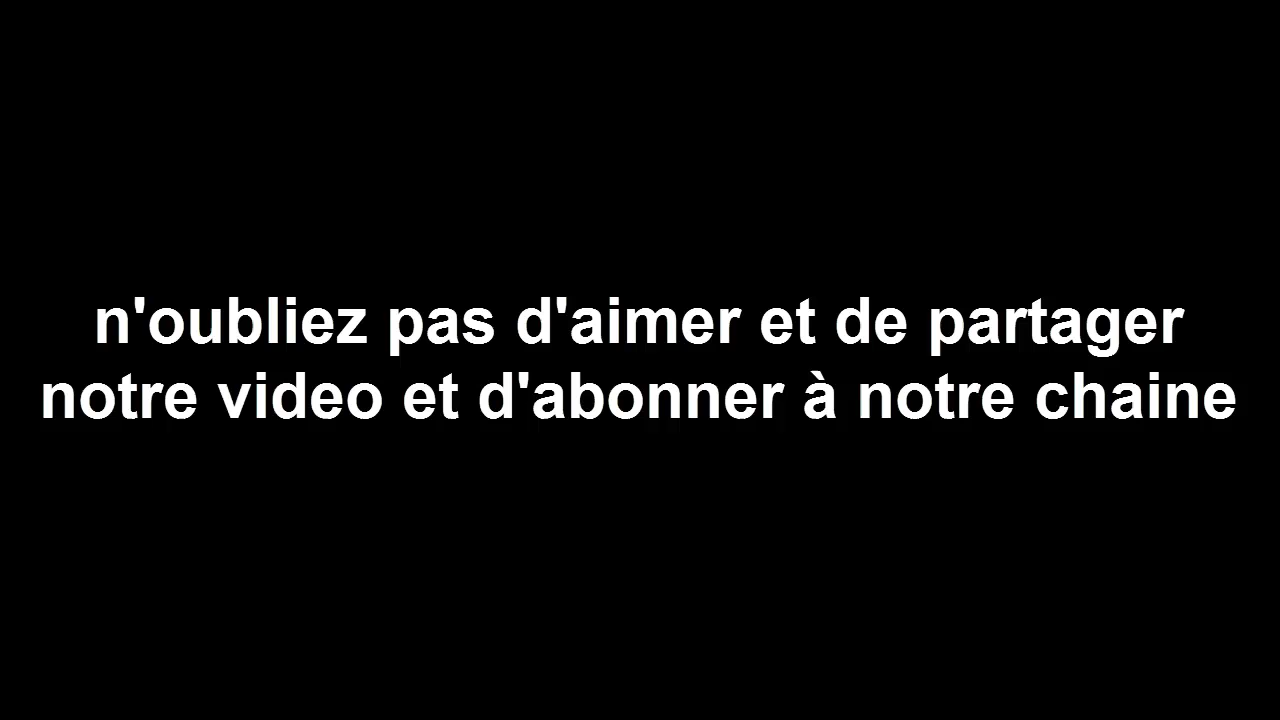 n'oubliez pas d'aimer et de partager
notre video et d'abonner à notre chaine